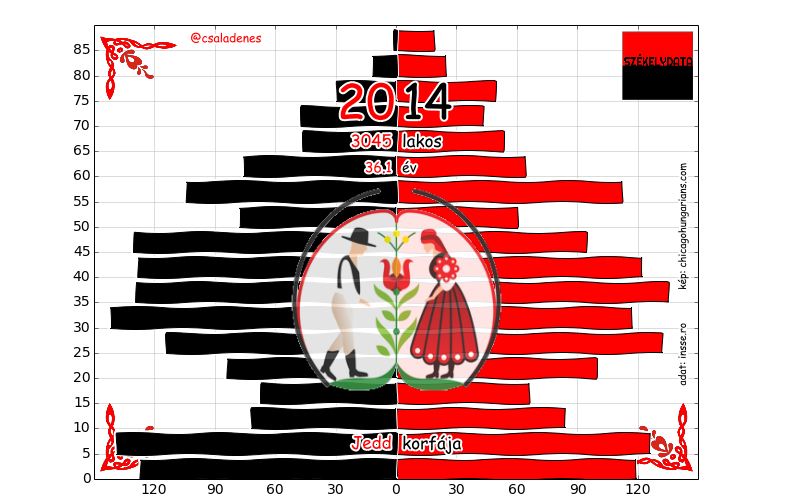 @csaladenes
SZÉKELYDATA
2014
3045 lakos
36.1 év
kép: chicagohungarians.com
adat: insse.ro
Jedd korfája
85
80
75
70
65
60
55
50
45
40
35
30
25
20
15
10
5
0
120 90 60 30 0 30 60 90 120